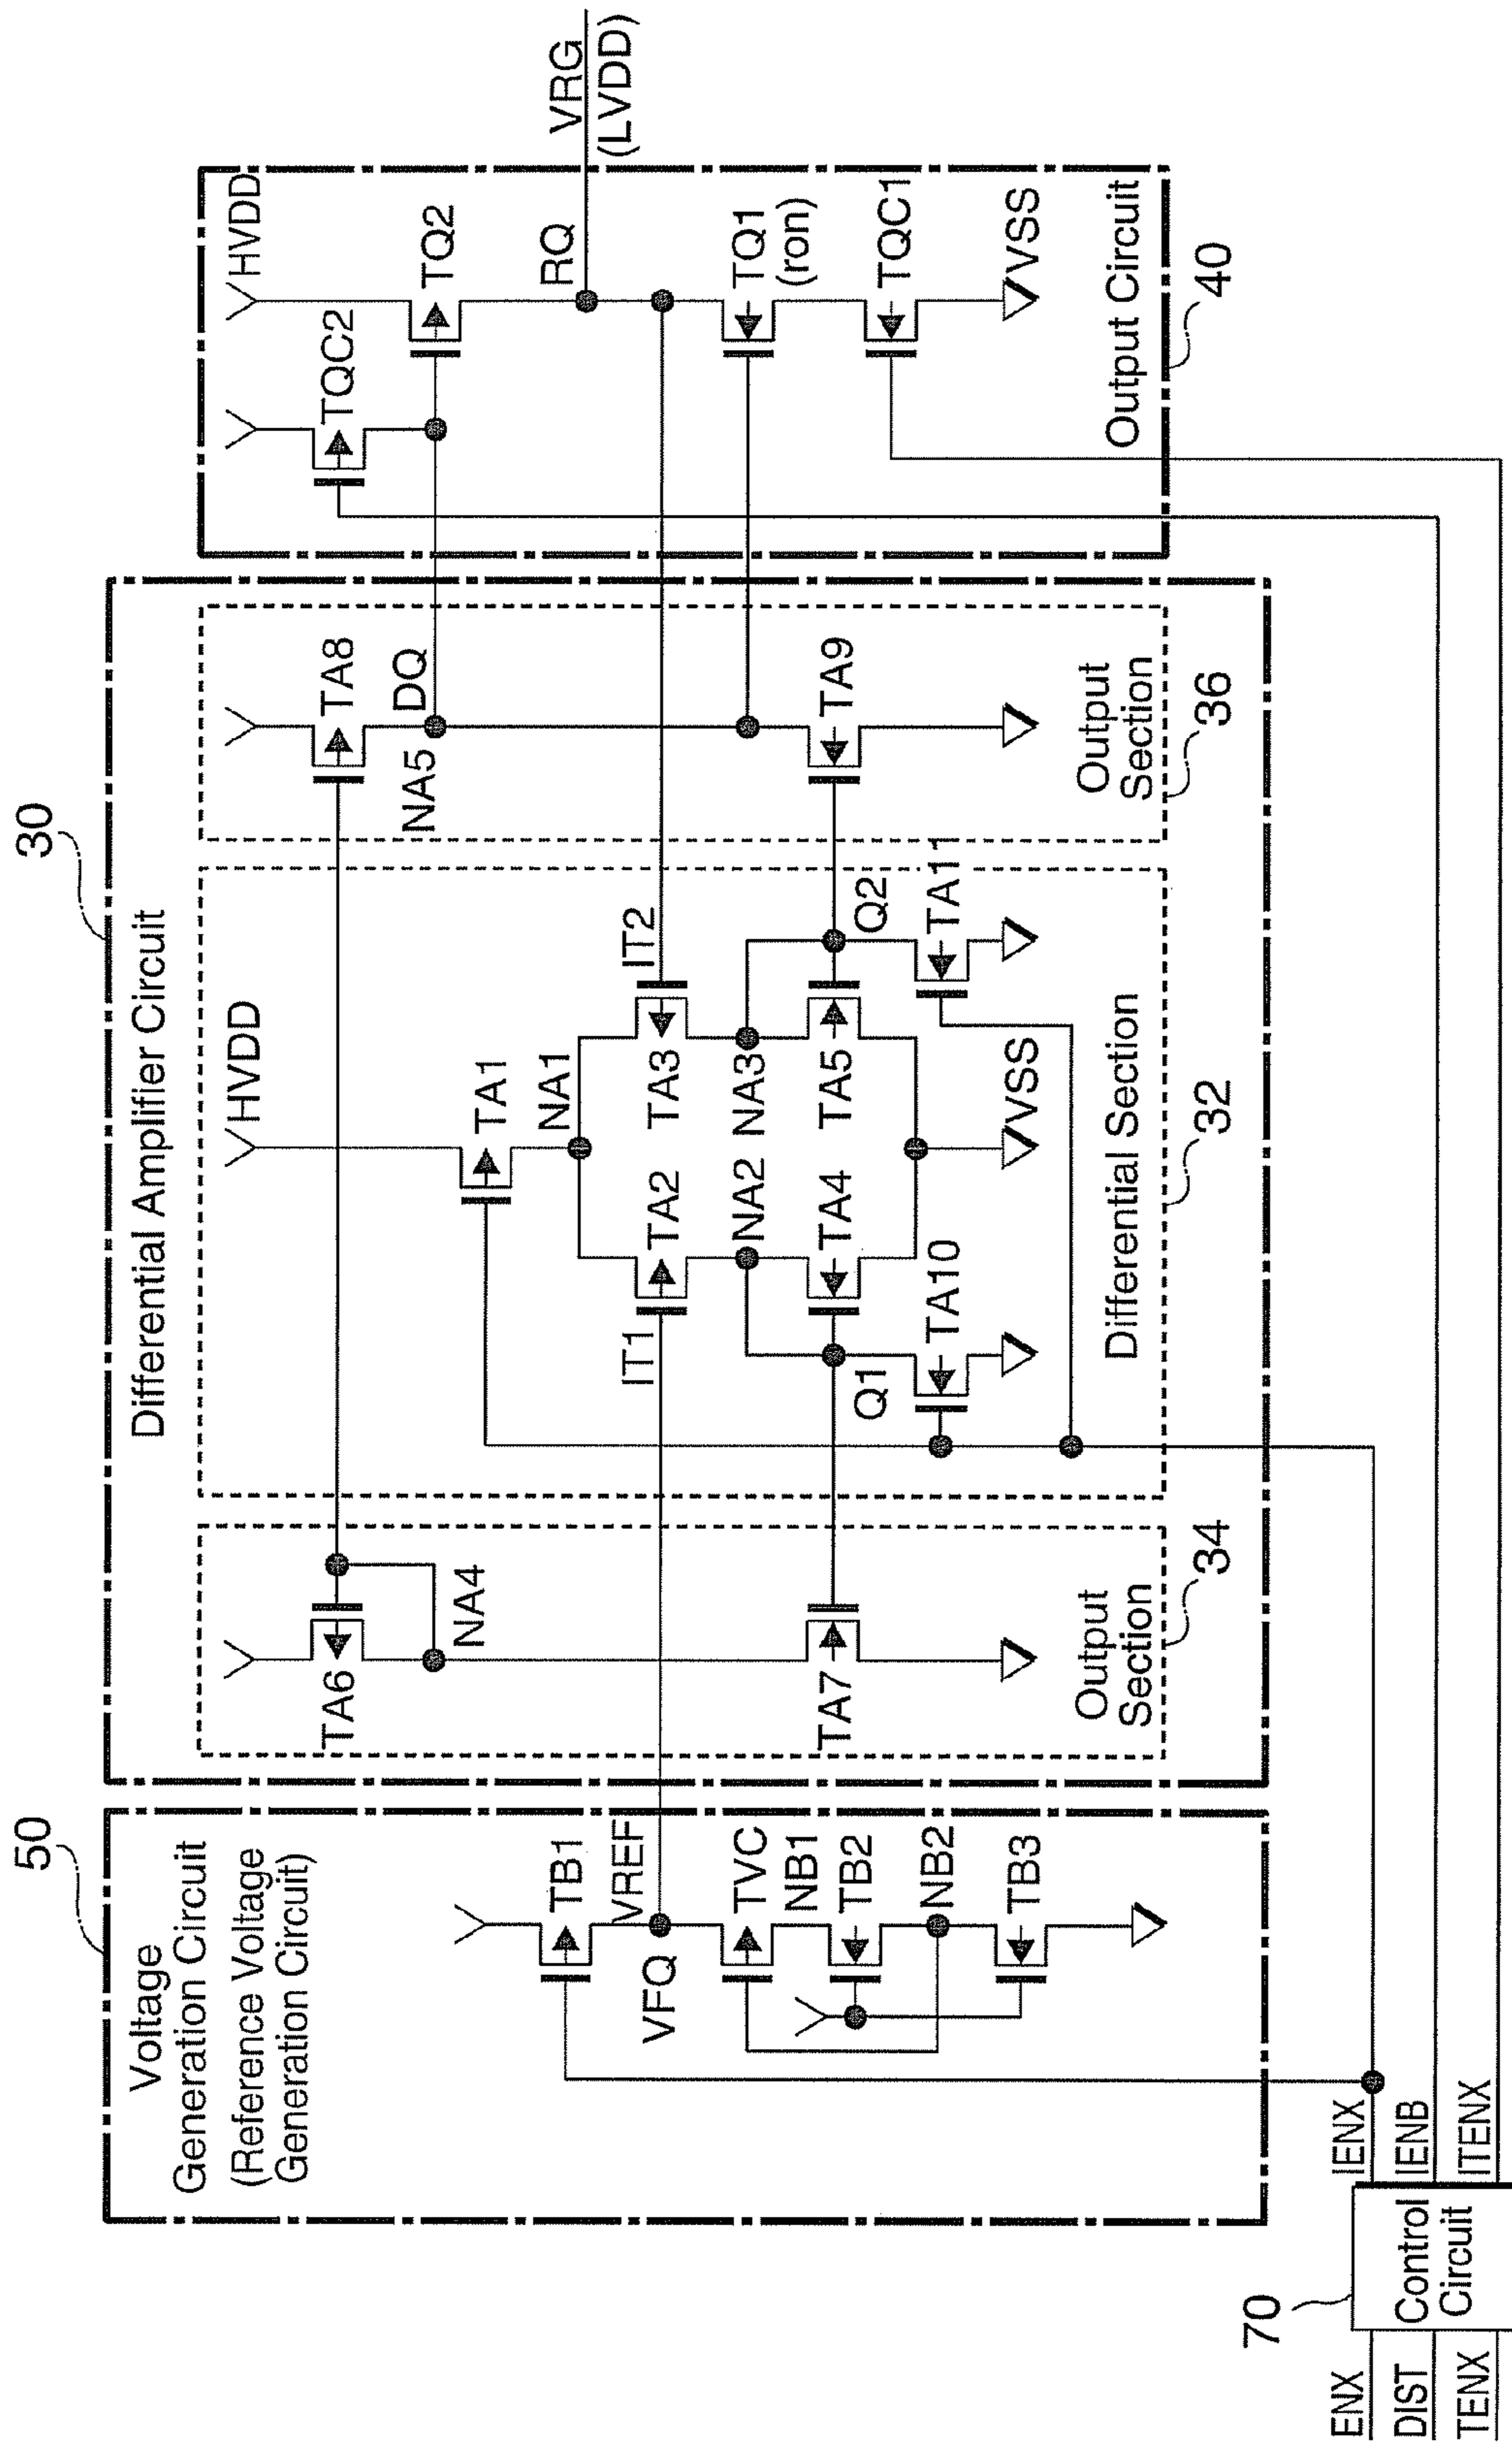 50
Voltage
Generation Circuit
(Reference Voltage
Generation Circuit)
TB1
VREF
VFQ
TVC
NB1
TB2
NB2
TB3
30
Differential Amplifier Circuit
TA6
NA4
TA7
Output
Section
34
HVDD
TA1
NA1
IT1
TA2
TA3
IT2
NA2
NA3
TA4
TA5
Q1
Q2
TA10
TA11
VSS
Differential Section
32
TA8
NA5
DQ
TA9
Output
Section
36
HVDD
TQC2
TQ2
RQ
VRG
(LVDD)
TQ1
(ron)
TQC1
VSS
Output Circuit
40
70
ENX
DIST
TENX
Control
Circuit
IENX
IENB
ITENX